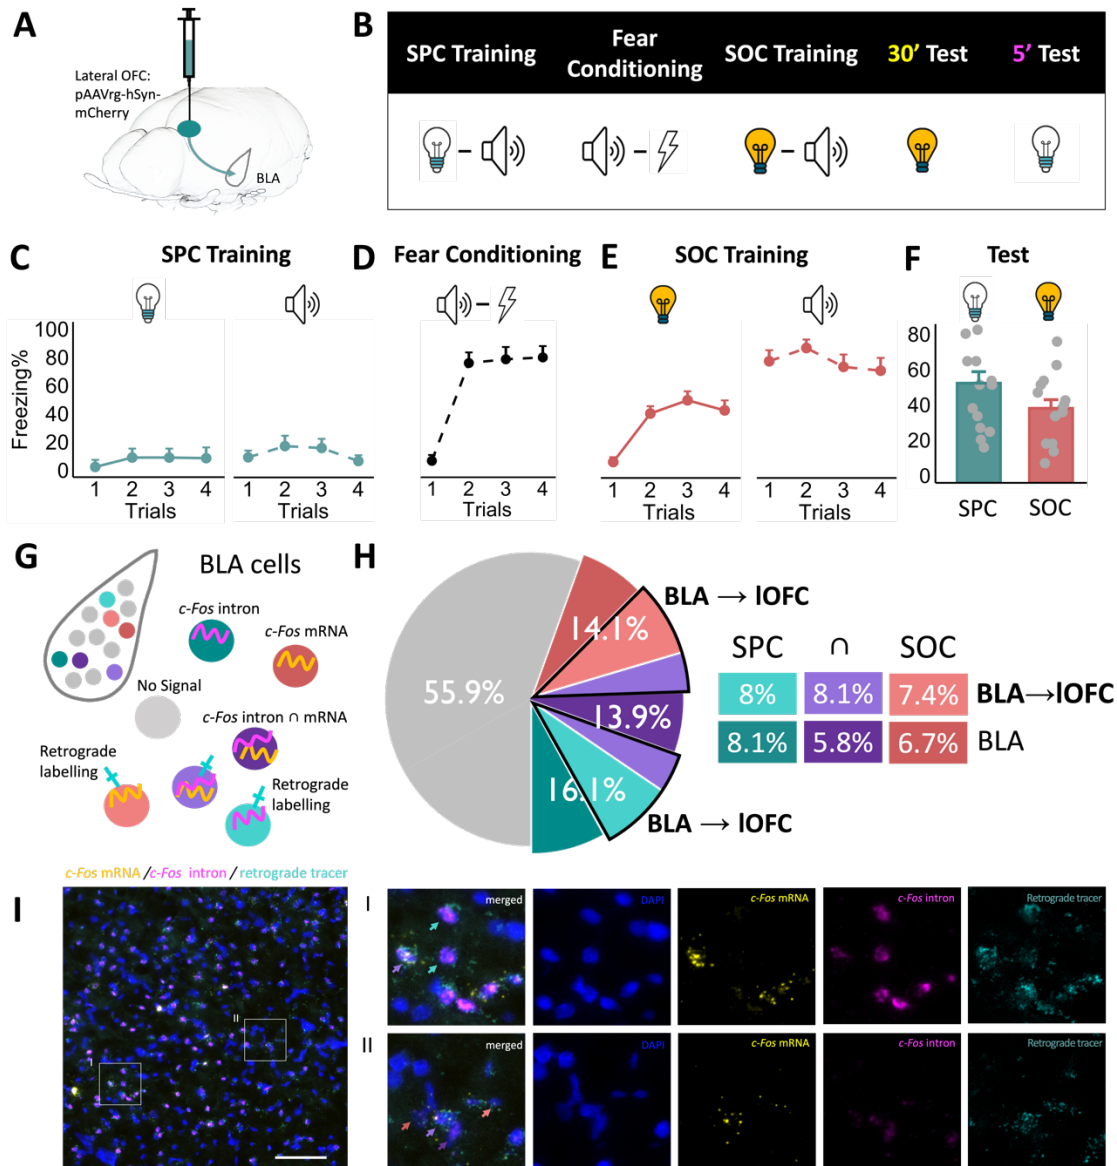 A
Lateral OFC:
pAAVrg-hSyn-
mCherry
BLA
B
SPC Training
Fear
Conditioning
SOC Training
30’ Test
5’ Test
C
SPC Training
Freezing%
100
80
60
40
20
0
1 2 3 4
Trials
1 2 3 4
Trials
D
Fear Conditioning
1 2 3 4
Trials
E
SOC Training
1 2 3 4
Trials
1 2 3 4
Trials
F
Test
80
60
40
20
0
SPC
SOC
G
BLA cells
c-Fos intron
c-Fos mRNA
No Signal
c-Fos intron ∩ mRNA
Retrograde
labelling
Retrograde
labelling
H
55.9%
14.1%
13.9%
16.1%
BLA → lOFC
BLA → lOFC
SPC ∩ SOC
8% 8.1% 7.4% BLA→lOFC
8.1% 5.8% 6.7% BLA
c-Fos mRNA /c-Fos intron /retrograde tracer
I
I
II
I
merged
DAPI
c-Fos mRNA
c-Fos intron
Retrograde tracer
II
merged
DAPI
c-Fos mRNA
c-Fos intron
Retrograde tracer